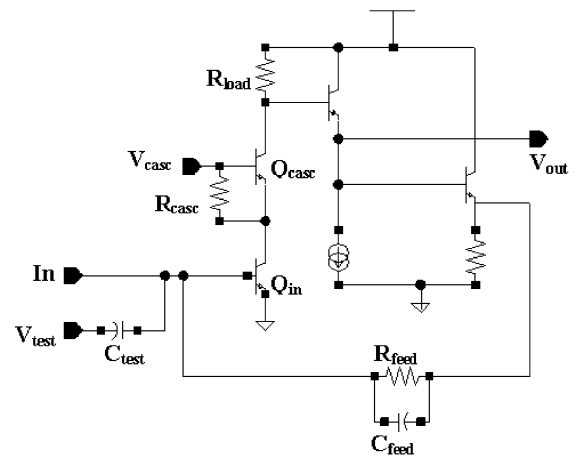 Rload
Vcasc
Qcasc
Vout
Rcasc
In
Qin
Vtest
Ctest
Rfeed
Cfeed